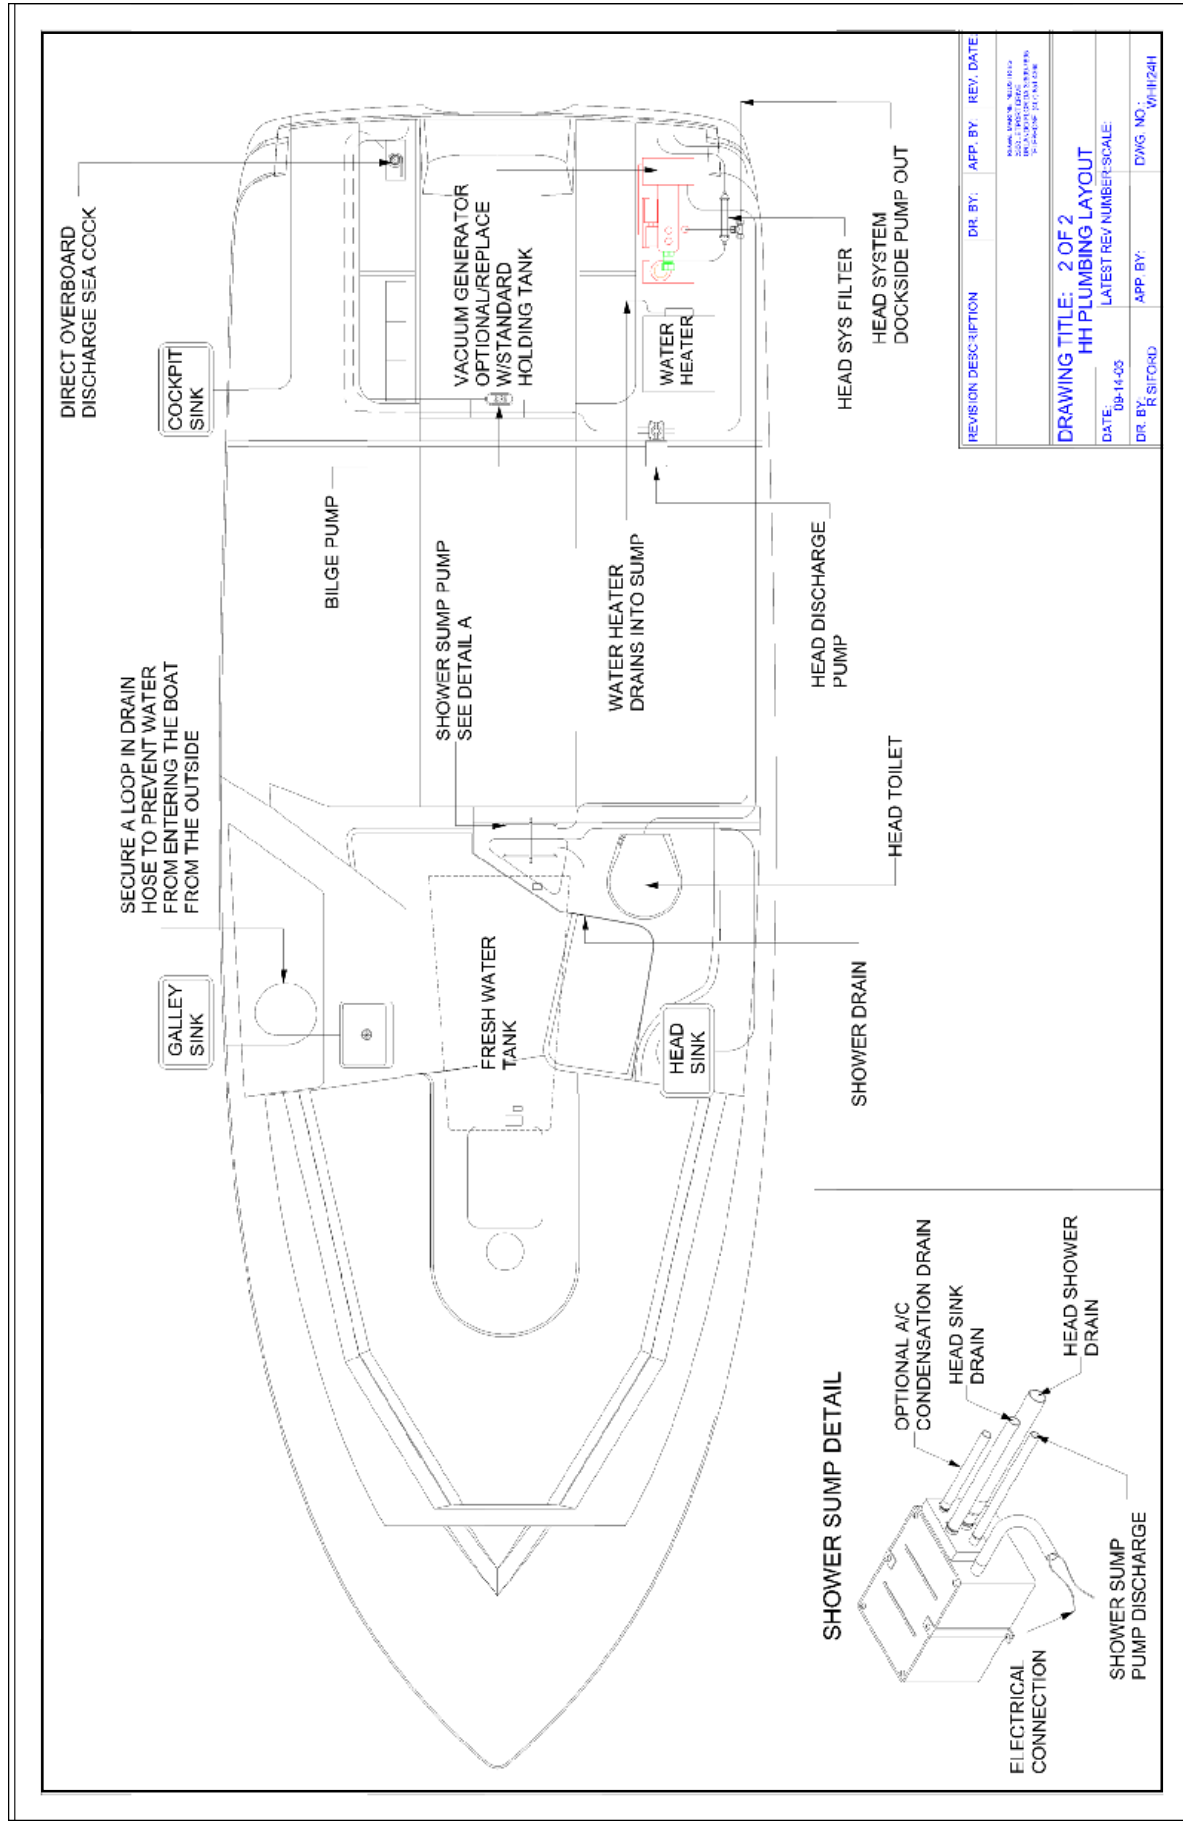 DIRECT OVERBOARD
DISCHARGE SEA COCK
COCKPIT
SINK
SECURE A LOOP IN DRAIN
HOSE TO PREVENT WATER
FROM ENTERING THE BOAT
FROM THE OUTSIDE
GALLEY
SINK
BILGE PUMP
VACUUM GENERATOR
OPTIONAL/REPLACE
W/STANDARD
HOLDING TANK
SHOWER SUMP PUMP
SEE DETAIL A
FRESH WATER
TANK
WATER HEATER
DRAINS INTO SUMP
WATER
HEATER
HEAD
SINK
HEAD DISCHARGE
PUMP
HEAD SYS FILTER
HEAD SYSTEM
DOCKSIDE PUMP OUT
HEAD TOILET
SHOWER DRAIN
SHOWER SUMP DETAIL
OPTIONAL A/C
CONDENSATION DRAIN
HEAD SINK
DRAIN
HEAD SHOWER
DRAIN
ELECTRICAL
CONNECTION
SHOWER SUMP
PUMP DISCHARGE
REVISION DESCRIPTION DR. BY: APP. BY: REV. DATE:
DRAWING TITLE: 2 OF 2
HH PLUMBING LAYOUT
DATE: LATEST REV NUMBER: SCALE:
09-14-05
DR. BY: APP. BY: DWG. NO.:
R SIFORD WHH24H